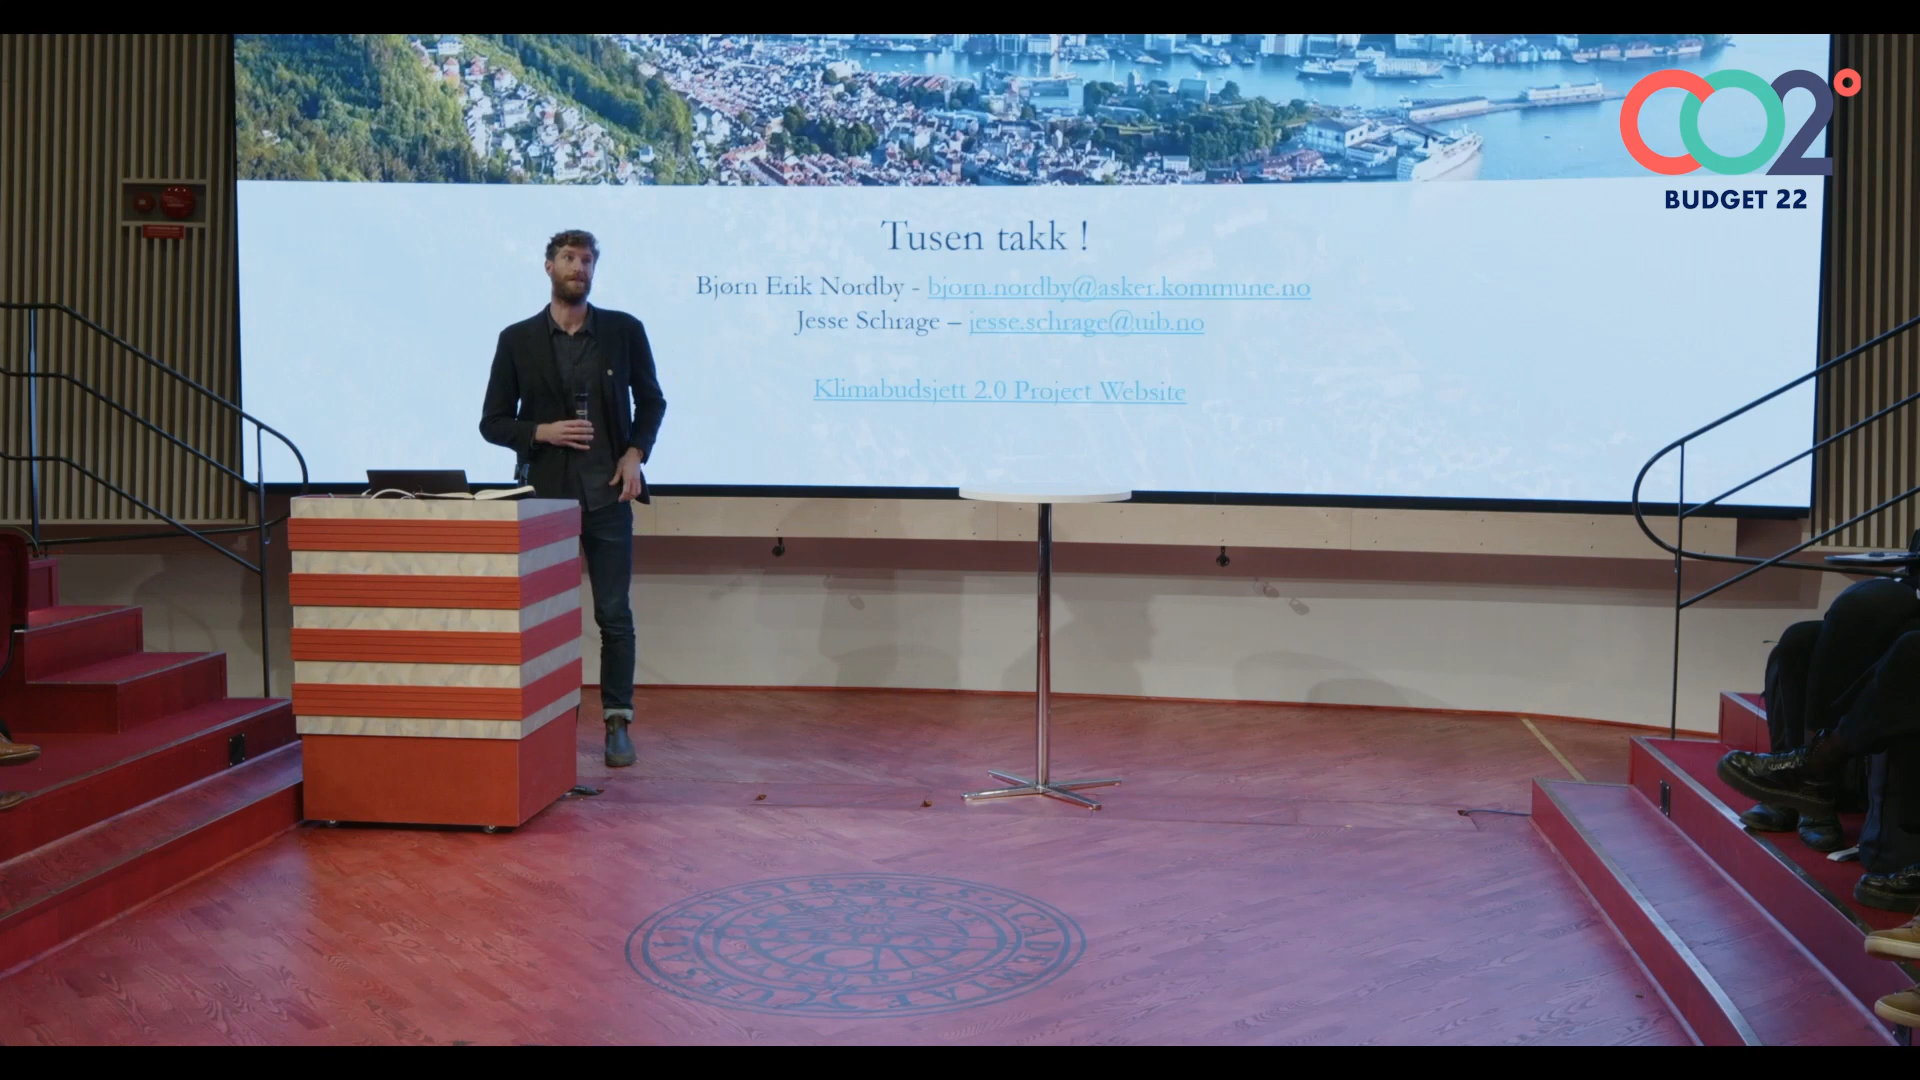 CO2°
BUDGET 22
Tusen takk !
Bjørn Erik Nordby - bjorn.nordby@asker.kommune.no
Jesse Schrage – jesse.schrage@uib.no
Klimabudsjett 2.0 Project Website